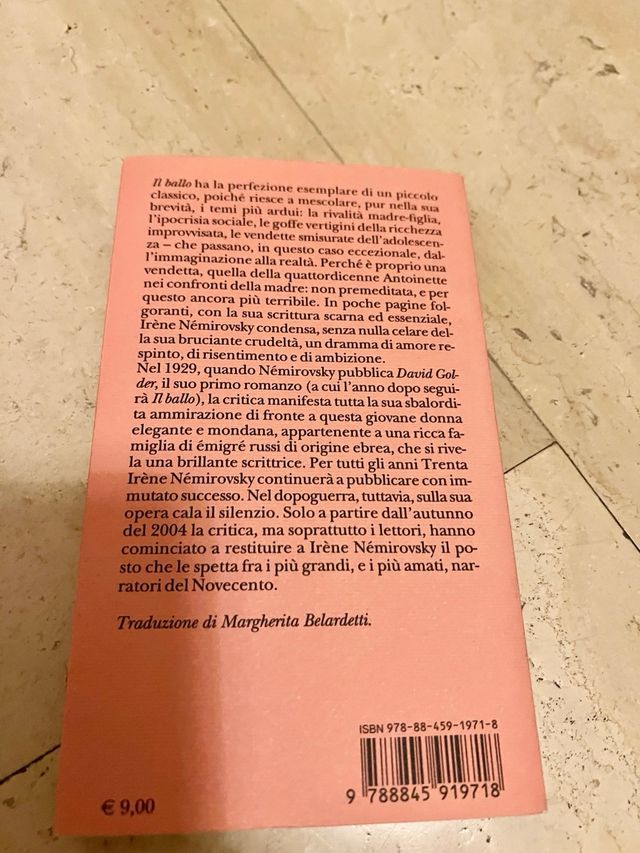 Il ballo ha la perfezione esemplare di un piccolo
classico, poiché riesce a mescolare, pur nella sua
brevità, i temi più ardui: la rivalità madre-figlia,
l'ipocrisia sociale, le goffe vertigini della ricchezza
improvvisata, le vendette smisurate dell'adolescen-
za – che passano, in questo caso eccezionale, dal-
l'immaginazione alla realtà. Perché è proprio una
vendetta, quella della quattordicenne Antoinette
nei confronti della madre: non premeditata, e per
questo ancora più terribile. In poche pagine fol-
goranti, con la sua scrittura scarna ed essenziale,
Irène Némirovsky condensa, senza nulla celare del-
la sua bruciante crudeltà, un dramma di amore re-
spinto, di risentimento e di ambizione.
Nel 1929, quando Némirovsky pubblica David Gol-
der, il suo primo romanzo (a cui l'anno dopo segui-
rà Il ballo), la critica manifesta tutta la sua sbalordi-
ta ammirazione di fronte a questa giovane donna
elegante e mondana, appartenente a una ricca fa-
miglia di émigré russi di origine ebrea, che si rive-
la una brillante scrittrice. Per tutti gli anni Trenta
Irène Némirovsky continuerà a pubblicare con im-
mutato successo. Nel dopoguerra, tuttavia, sulla sua
opera cala il silenzio. Solo a partire dall'autunno
del 2004 la critica, ma soprattutto i lettori, hanno
cominciato a restituire a Irène Némirovsky il po-
sto che le spetta fra i più grandi, e i più amati, nar-
ratori del Novecento.
Traduzione di Margherita Belardetti.
ISBN 978-88-459-1971-8
9 788845 919718
€ 9,00